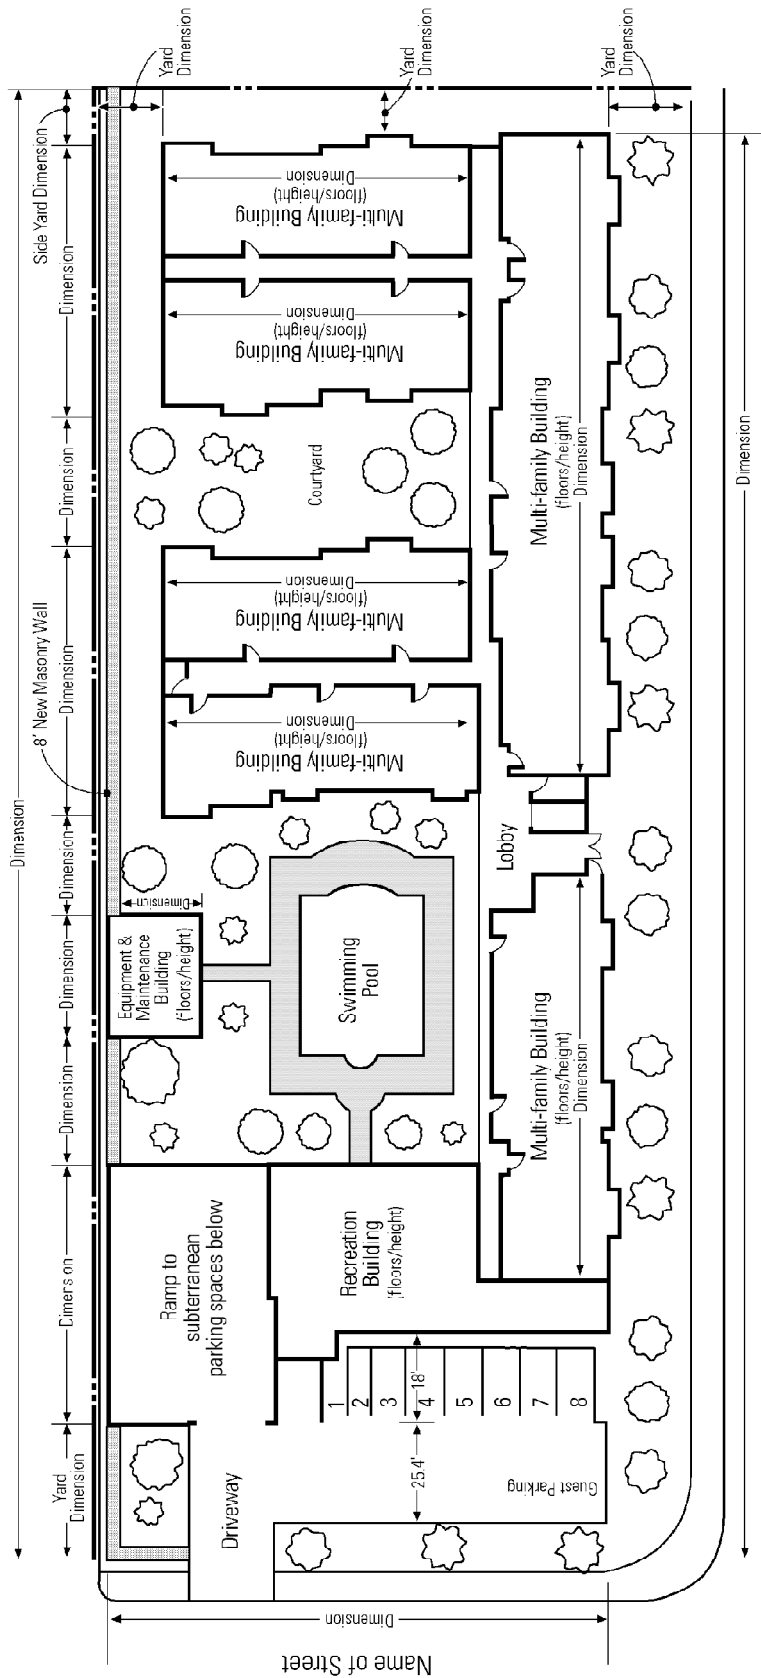 Yard
Dimension
Yard
Dimension
Yard
Dimension
Side Yard Dimension
Dimension
Dimension
(floors/height)
Multi-family Building
Dimension
(floors/height)
Multi-family Building
Multi-family Building
(floors/height)
Dimension
Dimension
Courtyard
Dimension
Dimension
8' New Masonry Wall
Dimension
Dimension
(floors/height)
Multi-family Building
Dimension
(floors/height)
Multi-family Building
Dimension
Lobby
Dimension
Dimension
Equipment &
Maintenance
Building
(floors/height)
Dimension
Swimming
Pool
Multi-family Building
(floors/height)
Dimension
Dimension
Ramp to
subterranean
parking spaces below
Dimension
Recreation
Building
(floors/height)
1
2
3
4
5
6
7
8
18'
25.4'
Guest Parking
Yard
Dimension
Driveway
Dimension
Name of Street